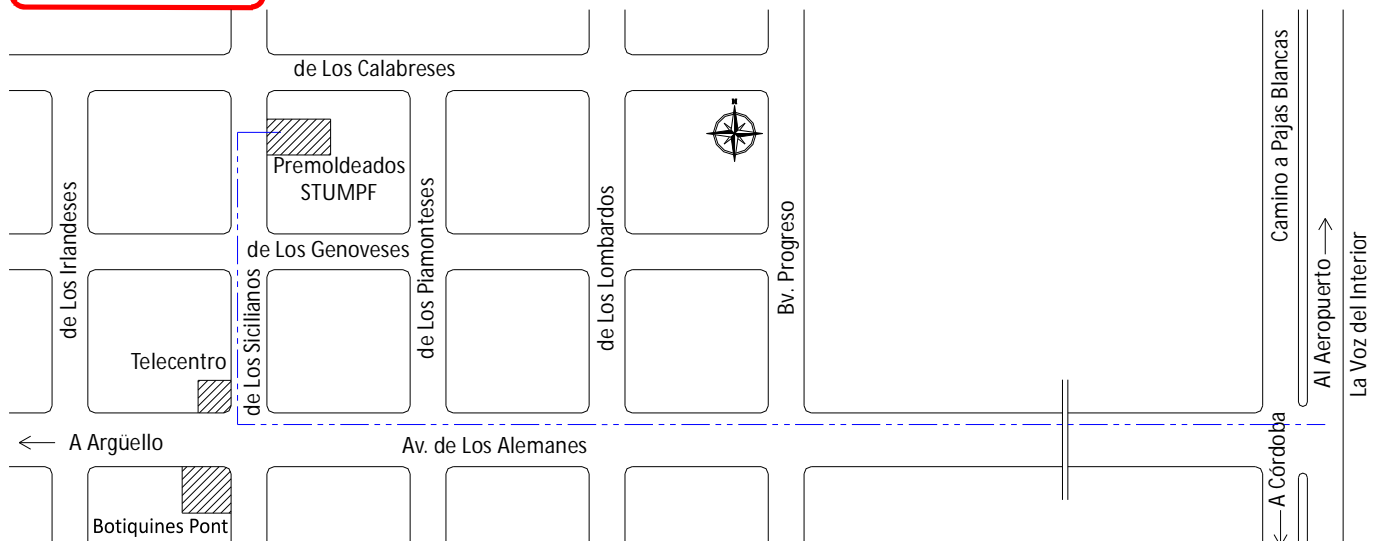 de Los Calabreses
N
Premoldeados
STUMPF
de Los Irlandeses
de Los Sicilianos
de Los Genoveses
de Los Piamonteses
de Los Lombardos
Bv. Progreso
Camino a Pajas Blancas
Al Aeropuerto
La Voz del Interior
Telecentro
A Argüello
Av. de Los Alemanes
A Córdoba
Botiquines Pont